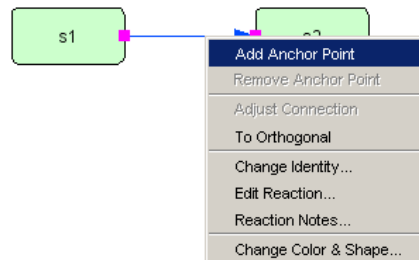 s1
Add Anchor Point
Remove Anchor Point
Adjust Connection
To Orthogonal
Change Identity...
Edit Reaction...
Reaction Notes...
Change Color & Shape...